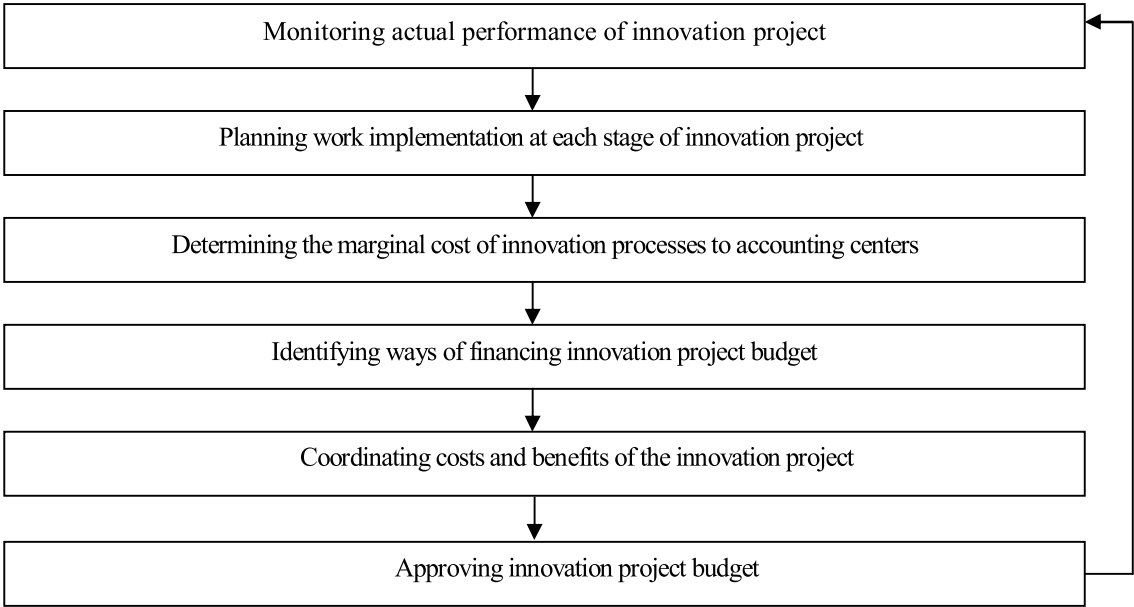 Monitoring actual performance of innovation project
Planning work implementation at each stage of innovation project
Determining the marginal cost of innovation processes to accounting centers
Identifying ways of financing innovation project budget
Coordinating costs and benefits of the innovation project
Approving innovation project budget